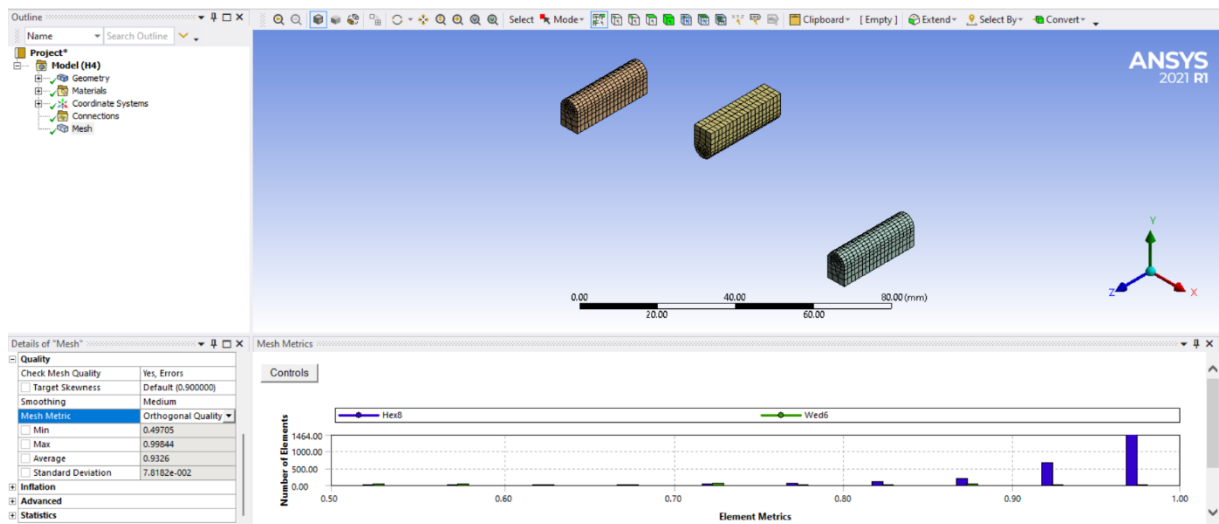 Outline
Name Search Outline
Project*
Model (H4)
Geometry
Materials
Coordinate Systems
Connections
Mesh
Select Mode Clipboard [ Empty ] Extend Select By Convert
ANSYS
2021 R1
0.00 40.00 80.00 (mm)
20.00 60.00
Y
Z X
Details of "Mesh"
Quality
Check Mesh Quality Yes, Errors
Target Skewness Default (0.900000)
Smoothing Medium
Mesh Metric Orthogonal Quality
Min 0.49705
Max 0.99844
Average 0.9326
Standard Deviation 7.8182e-002
Inflation
Advanced
Statistics
Mesh Metrics
Controls
Hex8 Wed6
Number of Elements
1464.00
1000.00
500.00
0.00
0.50 0.60 0.70 0.80 0.90 1.00
Element Metrics